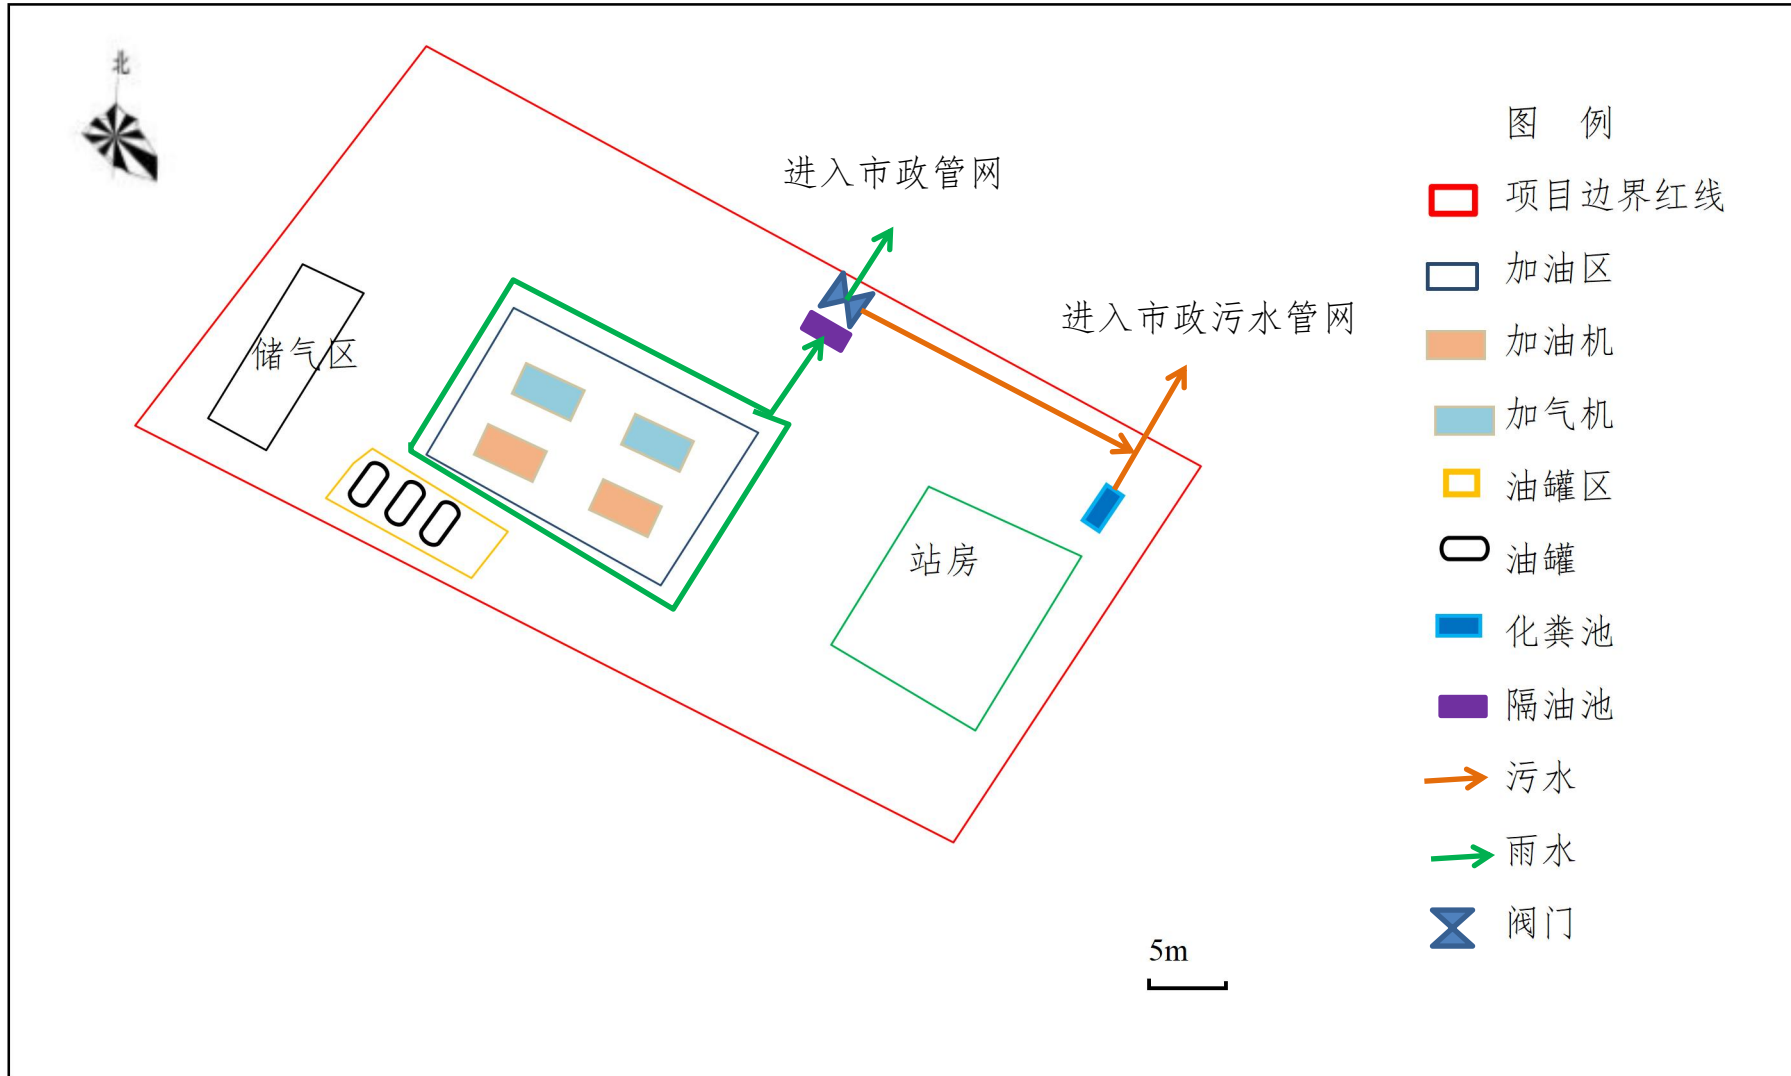 北
进入市政管网
进入市政污水管网
储气区
站房
5m
图 例
项目边界红线
加油区
加油机
加气机
油罐区
油罐
化粪池
隔油池
污水
雨水
阀门